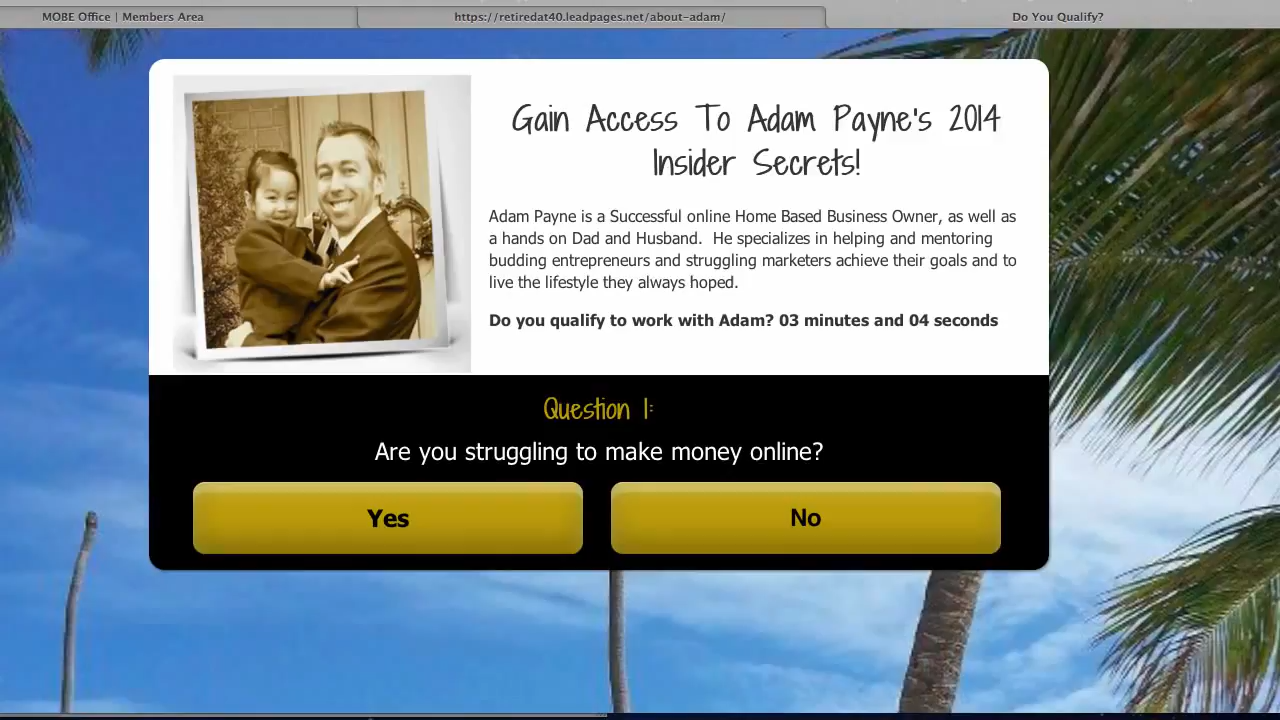 MOBE Office | Members Area
https://retiredat40.leadpages.net/about-adam/
Do You Qualify?
Gain Access To Adam Payne's 2014
Insider Secrets!
Adam Payne is a Successful online Home Based Business Owner, as well as
a hands on Dad and Husband.  He specializes in helping and mentoring
budding entrepreneurs and struggling marketers achieve their goals and to
live the lifestyle they always hoped.
Do you qualify to work with Adam? 03 minutes and 04 seconds
Question 1:
Are you struggling to make money online?
Yes
No